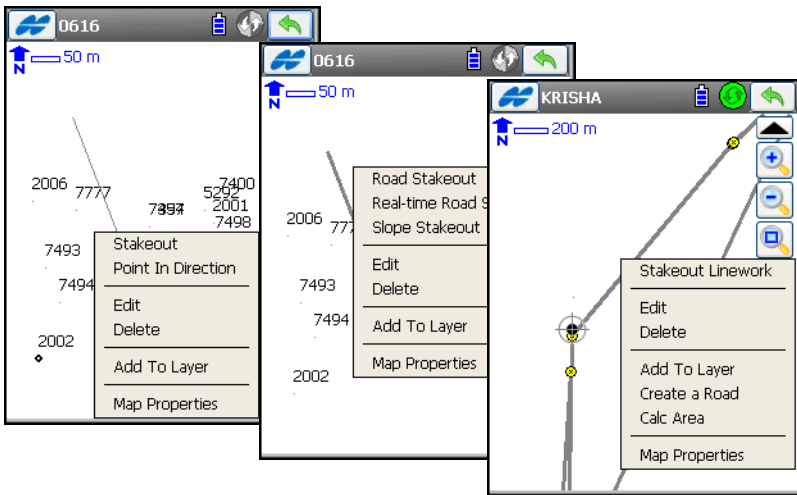 0616
50 m
N
2006
7777
7400
5292
2001
7498
7493
7494
2002
Stakeout
Point In Direction
Edit
Delete
Add To Layer
Map Properties
0616
50 m
N
2006
777
7493
7494
2002
Road Stakeout
Real-time Road S
Slope Stakeout
Edit
Delete
Add To Layer
Map Properties
KRISHA
200 m
N
Stakeout Linework
Edit
Delete
Add To Layer
Create a Road
Calc Area
Map Properties